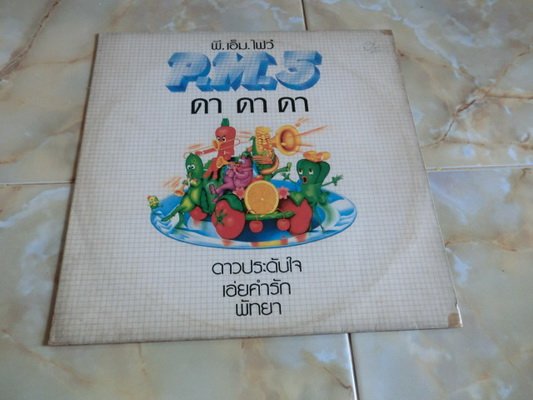 พี.เอ็ม.ไฟว์
P.M.5
ดา ดา ดา
ดาวประดับใจ
เอ่ยคำรัก
พัทยา